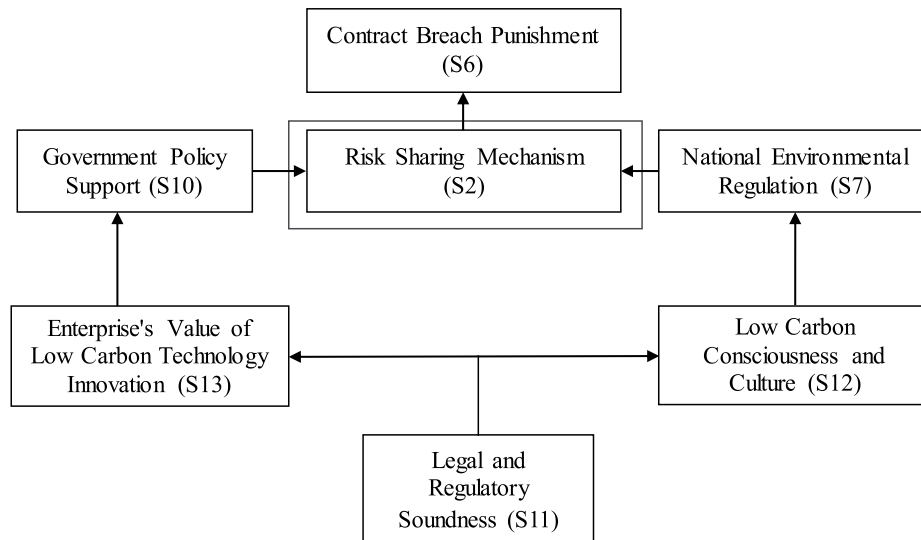 Contract Breach Punishment
(S6)
Government Policy
Support (S10)
Risk Sharing Mechanism
(S2)
National Environmental
Regulation (S7)
Enterprise's Value of
Low Carbon Technology
Innovation (S13)
Low Carbon
Consciousness and
Culture (S12)
Legal and
Regulatory
Soundness (S11)